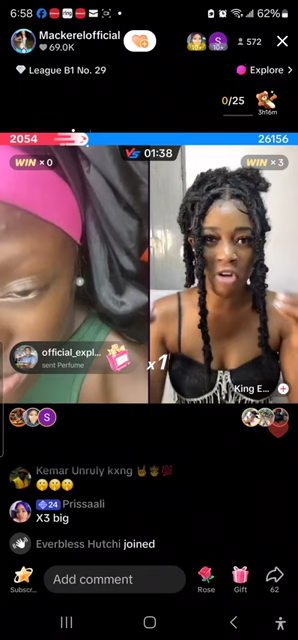 6:58
62%
Mackerelofficial
69.0K
S
10+
572
League B1 No. 29
Explore >
0/25
3h16m
2054
26156
WIN × 0
VS 01:38
WIN × 3
official_expl...
sent Perfume
x1
King E...
S
Kemar Unruly kxng
24 Prissaali
X3 big
Everbless Hutchi joined
Add comment
Subscr...
Rose
Gift
62